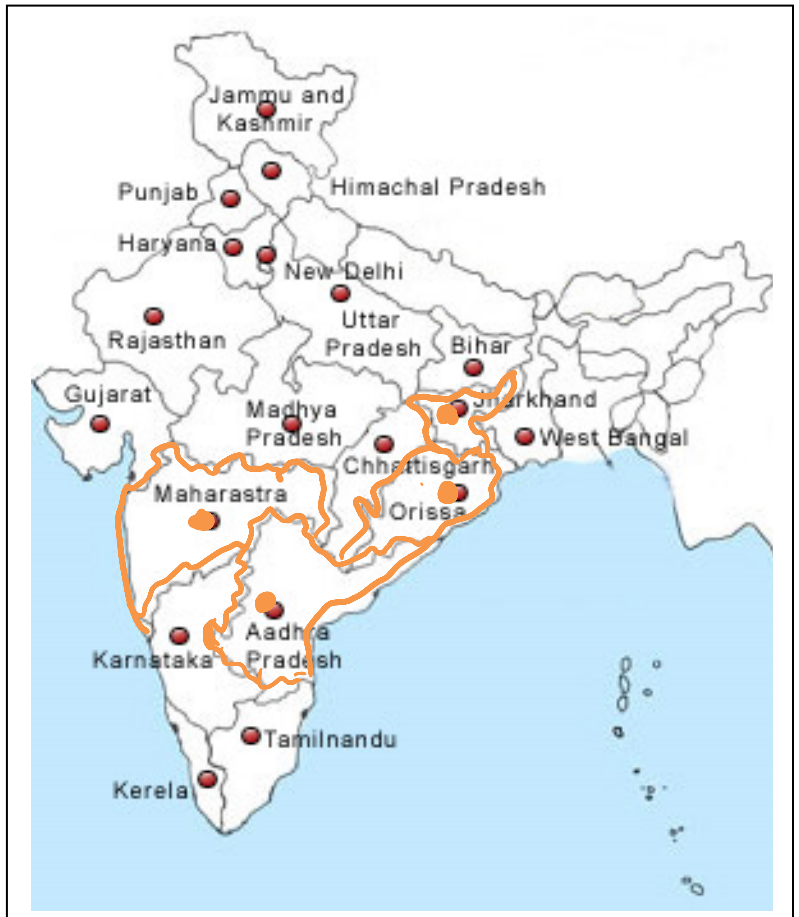 Jammu and
Kashmir
Punjab
Himachal Pradesh
Haryana
New Delhi
Uttar
Pradesh
Rajasthan
Bihar
Gujarat
Madhya
Pradesh
Jharkhand
West Bangal
Chhattisgarh
Maharastra
Orissa
Aadhra
Pradesh
Karnataka
Tamilnandu
Kerela